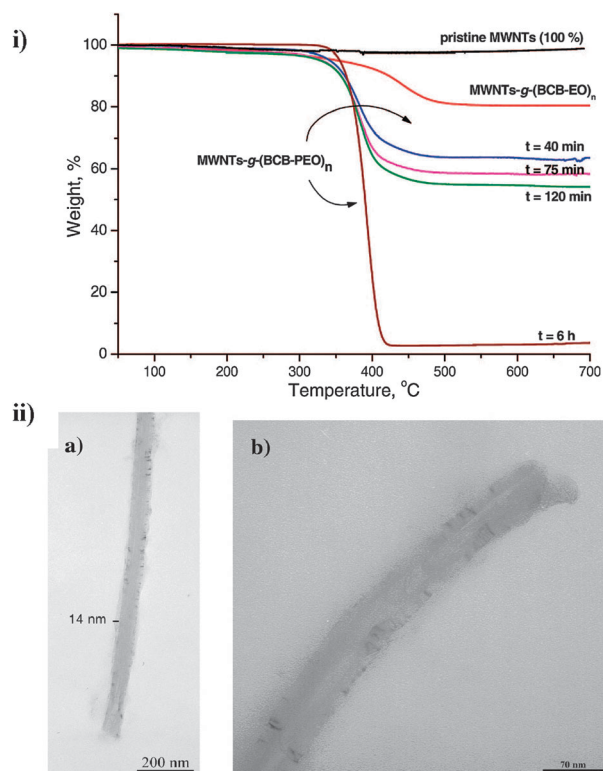 i)
Weight, %
100
80
60
40
20
0
pristine MWNTs (100 %)
MWNTs-g-(BCB-EO)n
MWNTs-g-(BCB-PEO)n
t = 40 min
t = 75 min
t = 120 min
t = 6 h
100 200 300 400 500 600 700
Temperature, °C
ii)
a)
14 nm
200 nm
b)
70 nm